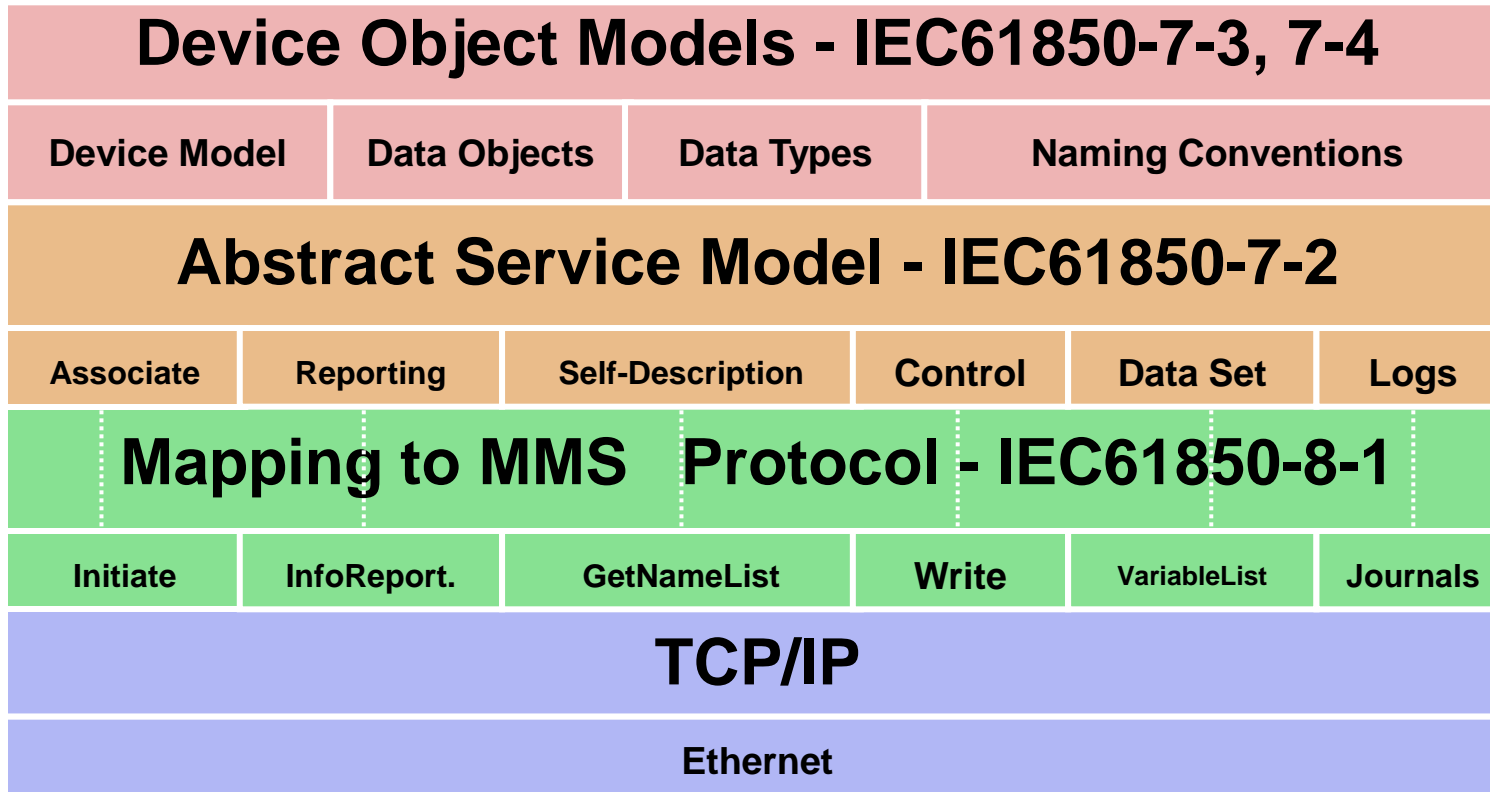 Device Object Models - IEC61850-7-3, 7-4
Device Model Data Objects Data Types Naming Conventions
Abstract Service Model - IEC61850-7-2
Associate Reporting Self-Description Control Data Set Logs
Mapping to MMS Protocol - IEC61850-8-1
Initiate InfoReport. GetNameList Write VariableList Journals
TCP/IP
Ethernet